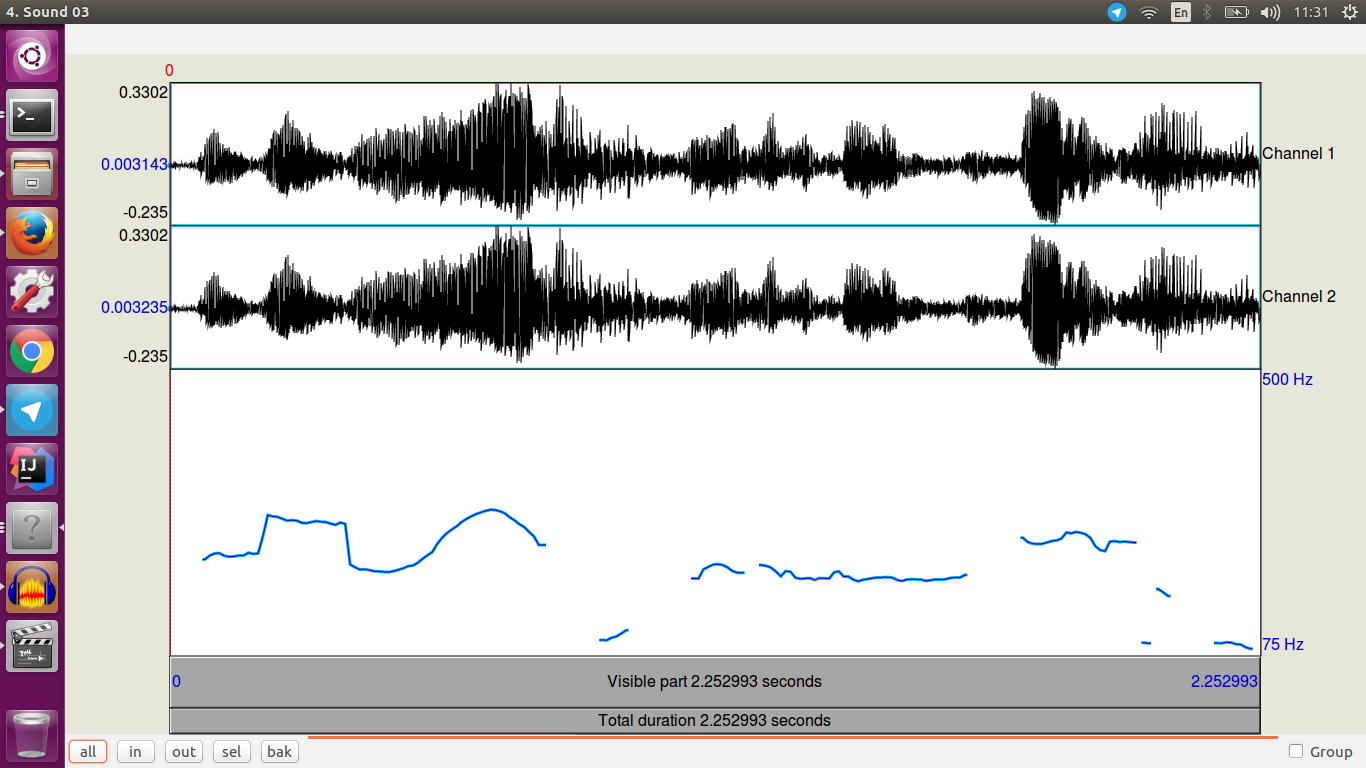 4. Sound 03
En
11:31
0
0.3302
0.003143
-0.235
Channel 1
0.3302
0.003235
-0.235
Channel 2
500 Hz
75 Hz
0
Visible part 2.252993 seconds
2.252993
Total duration 2.252993 seconds
all
in
out
sel
bak
Group
IJ